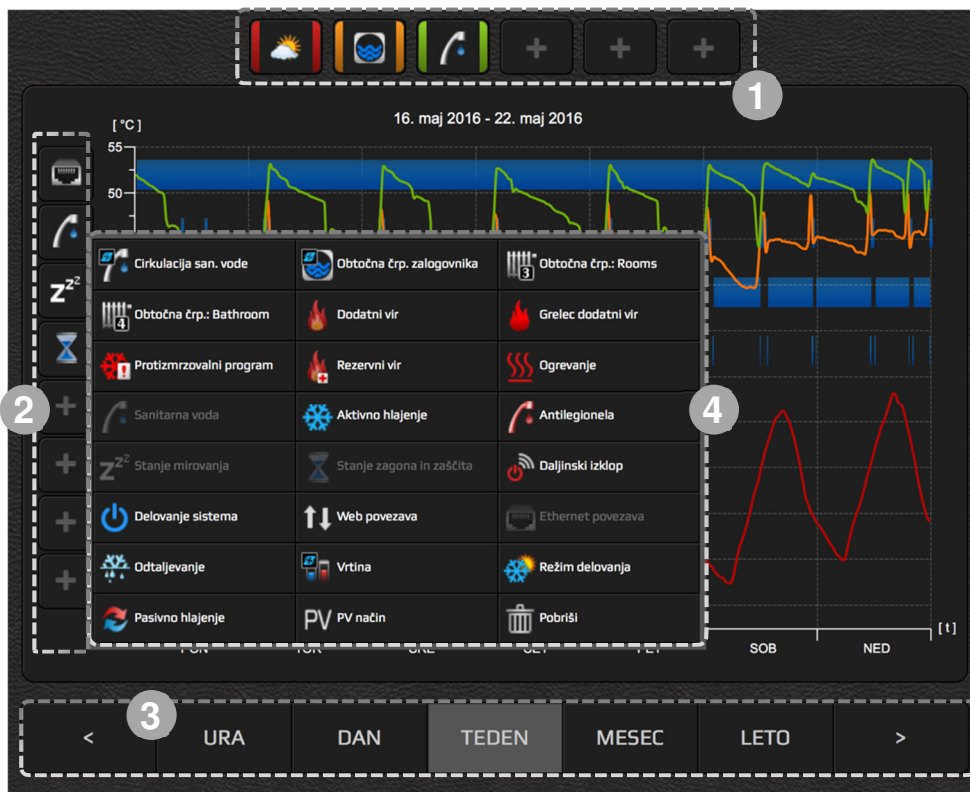 1
[ °C ]
16. maj 2016 - 22. maj 2016
55
50
z z z
Cirkulacija san. vode
Obtočna črp. zalogovnika
3
Obtočna črp.: Rooms
4
Obtočna črp.: Bathroom
Dodatni vir
Grelec dodatni vir
Protizmrzovalni program
Rezervni vir
Ogrevanje
2
Sanitarna voda
Aktivno hlajenje
Antilegionela
4
z z z
Stanje mirovanja
Stanje zagona in zaščita
Daljinski izklop
Delovanje sistema
Web povezava
Ethernet povezava
Odtaljevanje
Vrtina
Režim delovanja
Pasivno hlajenje
PV
PV način
Pobriši
[ t ]
SOB
NED
3
<
URA
DAN
TEDEN
MESEC
LETO
>